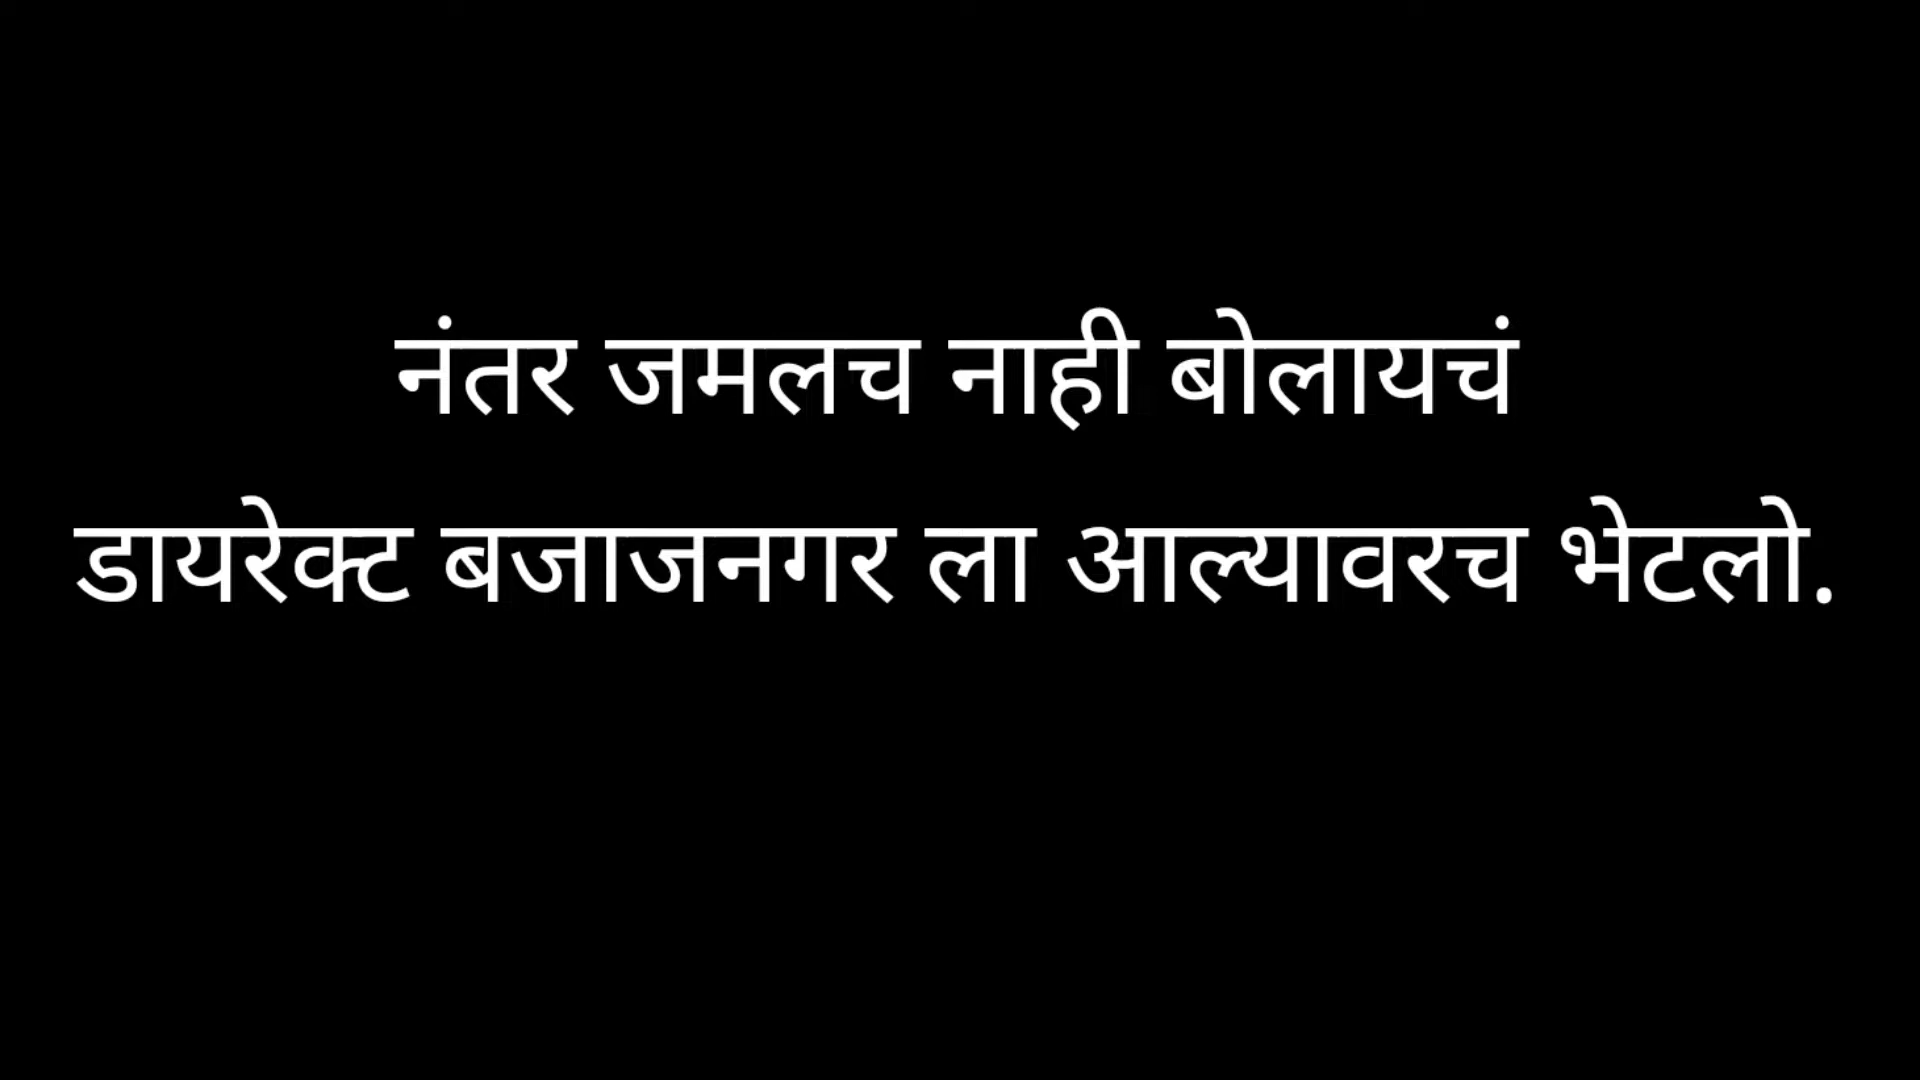 नंतर जमलच नाही बोलायचं
डायरेक्ट बजाजनगर ला आल्यावरच भेटलो.